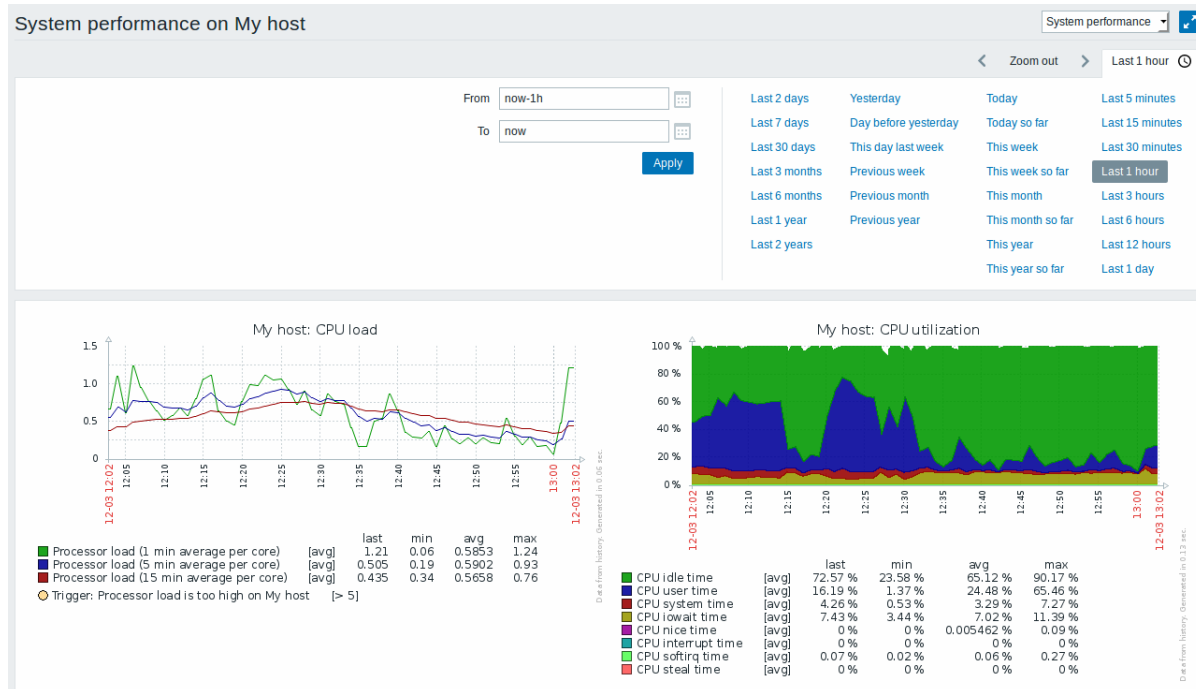 System performance on My host
System performance
Zoom out
Last 1 hour
From now-1h
To now
Apply
Last 2 days Yesterday Today Last 5 minutes
Last 7 days Day before yesterday Today so far Last 15 minutes
Last 30 days This day last week This week Last 30 minutes
Last 3 months Previous week This week so far Last 1 hour
Last 6 months Previous month This month Last 3 hours
Last 1 year Previous year This month so far Last 6 hours
Last 2 years This year Last 12 hours
This year so far Last 1 day
My host: CPU load
1.5
1.0
0.5
0
12-03 12:02
12:05
12:10
12:15
12:20
12:25
12:30
12:35
12:40
12:45
12:50
12:55
13:00
12-03 13:02
last min avg max
Processor load (1 min average per core) [avg] 1.21 0.06 0.5853 1.24
Processor load (5 min average per core) [avg] 0.505 0.19 0.5902 0.93
Processor load (15 min average per core) [avg] 0.435 0.34 0.5658 0.76
Trigger: Processor load is too high on My host [> 5]
Data from history. Generated in 0.06 sec.
My host: CPU utilization
100 %
80 %
60 %
40 %
20 %
0 %
12-03 12:02
12:05
12:10
12:15
12:20
12:25
12:30
12:35
12:40
12:45
12:50
12:55
13:00
12-03 13:02
last min avg max
CPU idle time [avg] 72.57 % 23.58 % 65.12 % 90.17 %
CPU user time [avg] 16.19 % 1.37 % 24.48 % 65.46 %
CPU system time [avg] 4.26 % 0.53 % 3.29 % 7.27 %
CPU iowait time [avg] 7.43 % 3.44 % 7.02 % 11.39 %
CPU nice time [avg] 0 % 0 % 0.005462 % 0.09 %
CPU interrupt time [avg] 0 % 0 % 0 % 0 %
CPU softirq time [avg] 0.07 % 0.02 % 0.06 % 0.27 %
CPU steal time [avg] 0 % 0 % 0 % 0 %
Data from history. Generated in 0.12 sec.